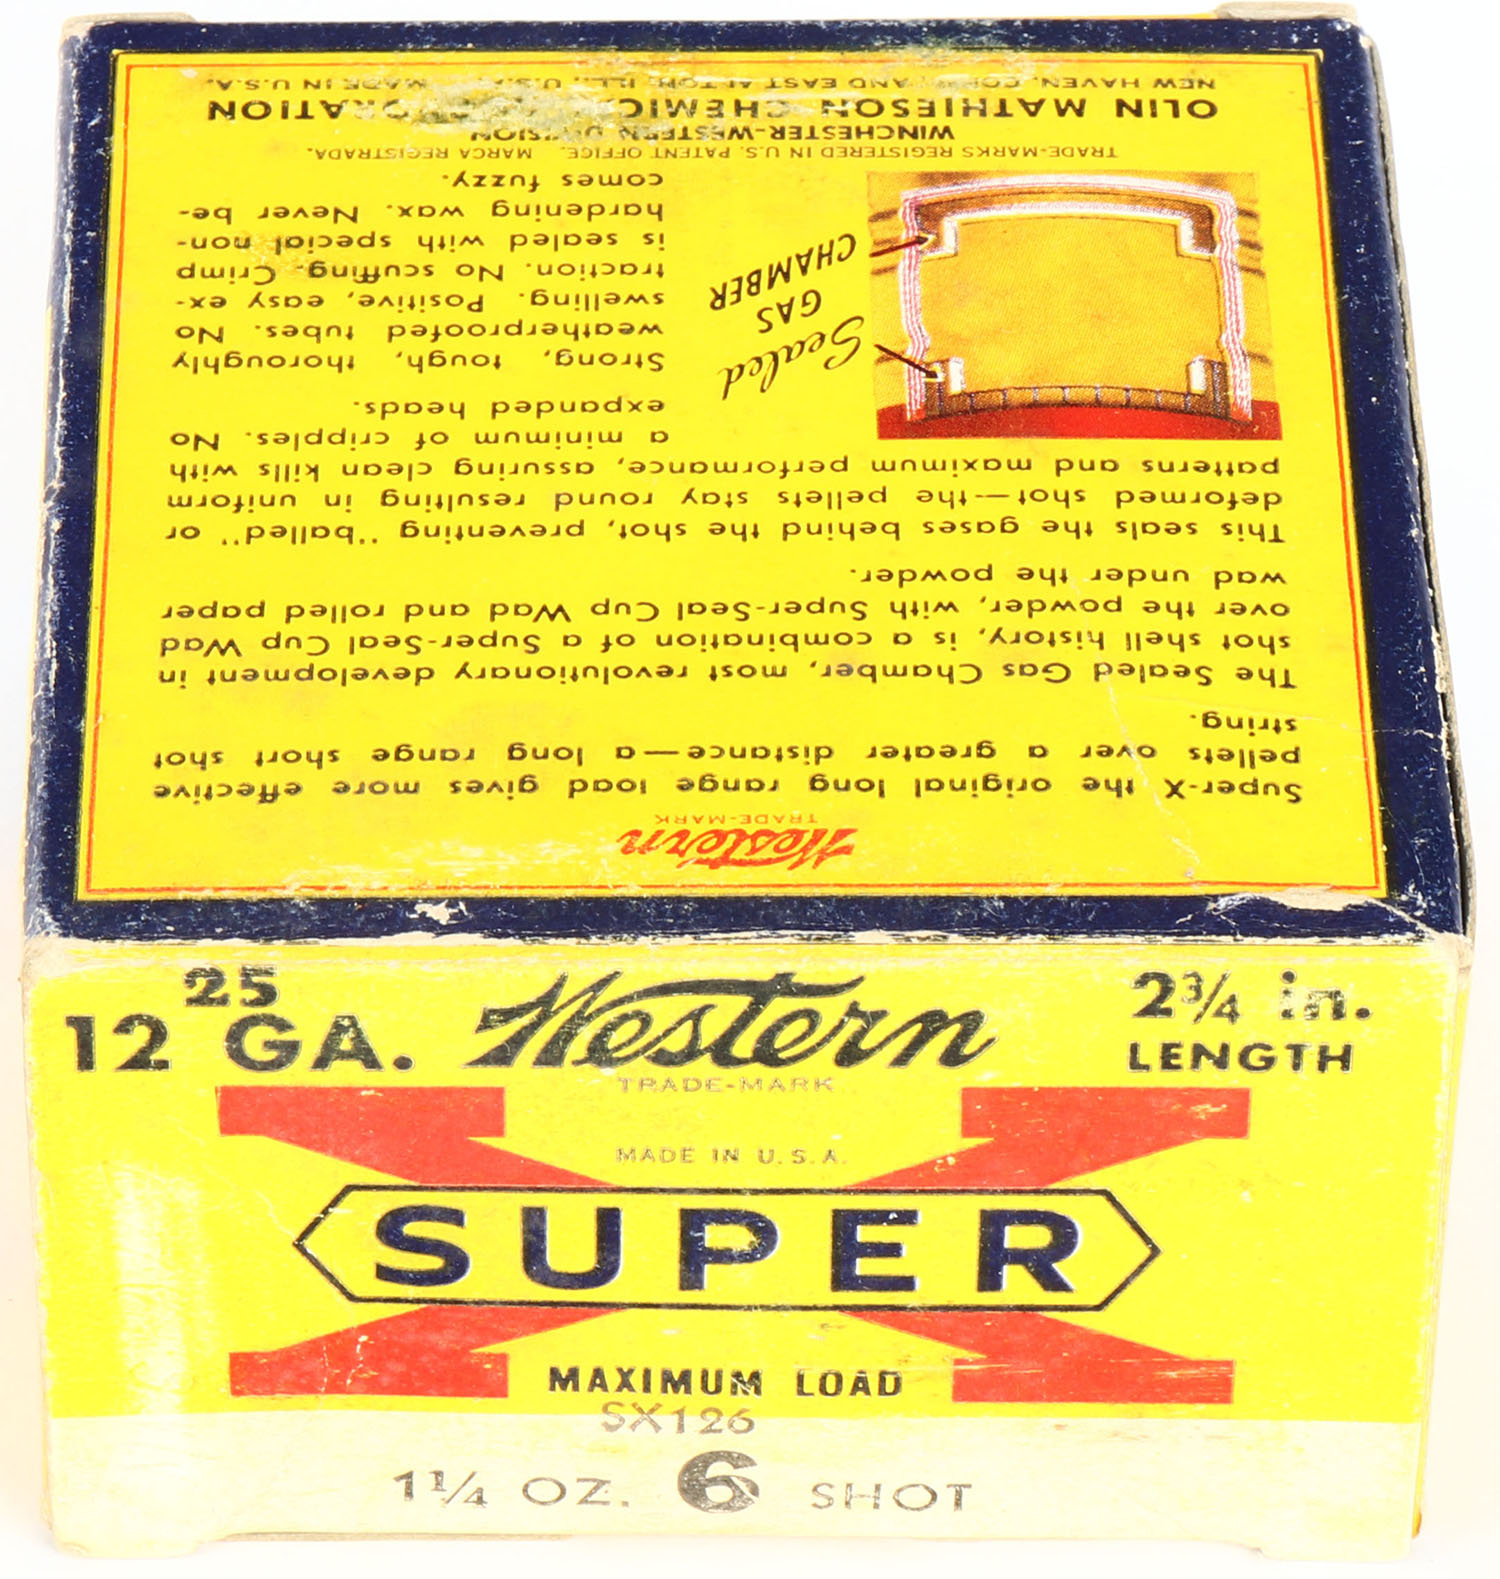 Western
TRADE-MARK
Super-X the original long range load gives more effective
pellets over a greater distance—a long range short shot
string.
The Sealed Gas Chamber, most revolutionary development in
shot shell history, is a combination of a Super-Seal Cup Wad
over the powder, with Super-Seal Cup Wad and rolled paper
wad under the powder.
This seals the gases behind the shot, preventing "balled" or
deformed shot—the pellets stay round resulting in uniform
patterns and maximum performance, assuring clean kills with
a minimum of cripples. No
expanded heads.
Strong, tough, thoroughly
weatherproofed tubes. No
swelling. Positive, easy ex-
traction. No scuffing. Crimp
is sealed with special non-
hardening wax. Never be-
comes fuzzy.
Sealed
GAS
CHAMBER
TRADE-MARKS REGISTERED IN U.S. PATENT OFFICE. MARCA REGISTRADA.
WINCHESTER-WESTERN DIVISION
OLIN MATHIESON CHEMICAL CORPORATION
NEW HAVEN, CONN., AND EAST ALTON, ILL., U.S.A. MADE IN U.S.A.
25
12 GA.
Western
TRADE-MARK
2¾ in.
LENGTH
MADE IN U.S.A.
X
SUPER
MAXIMUM LOAD
SX126
1¼ OZ. 6 SHOT